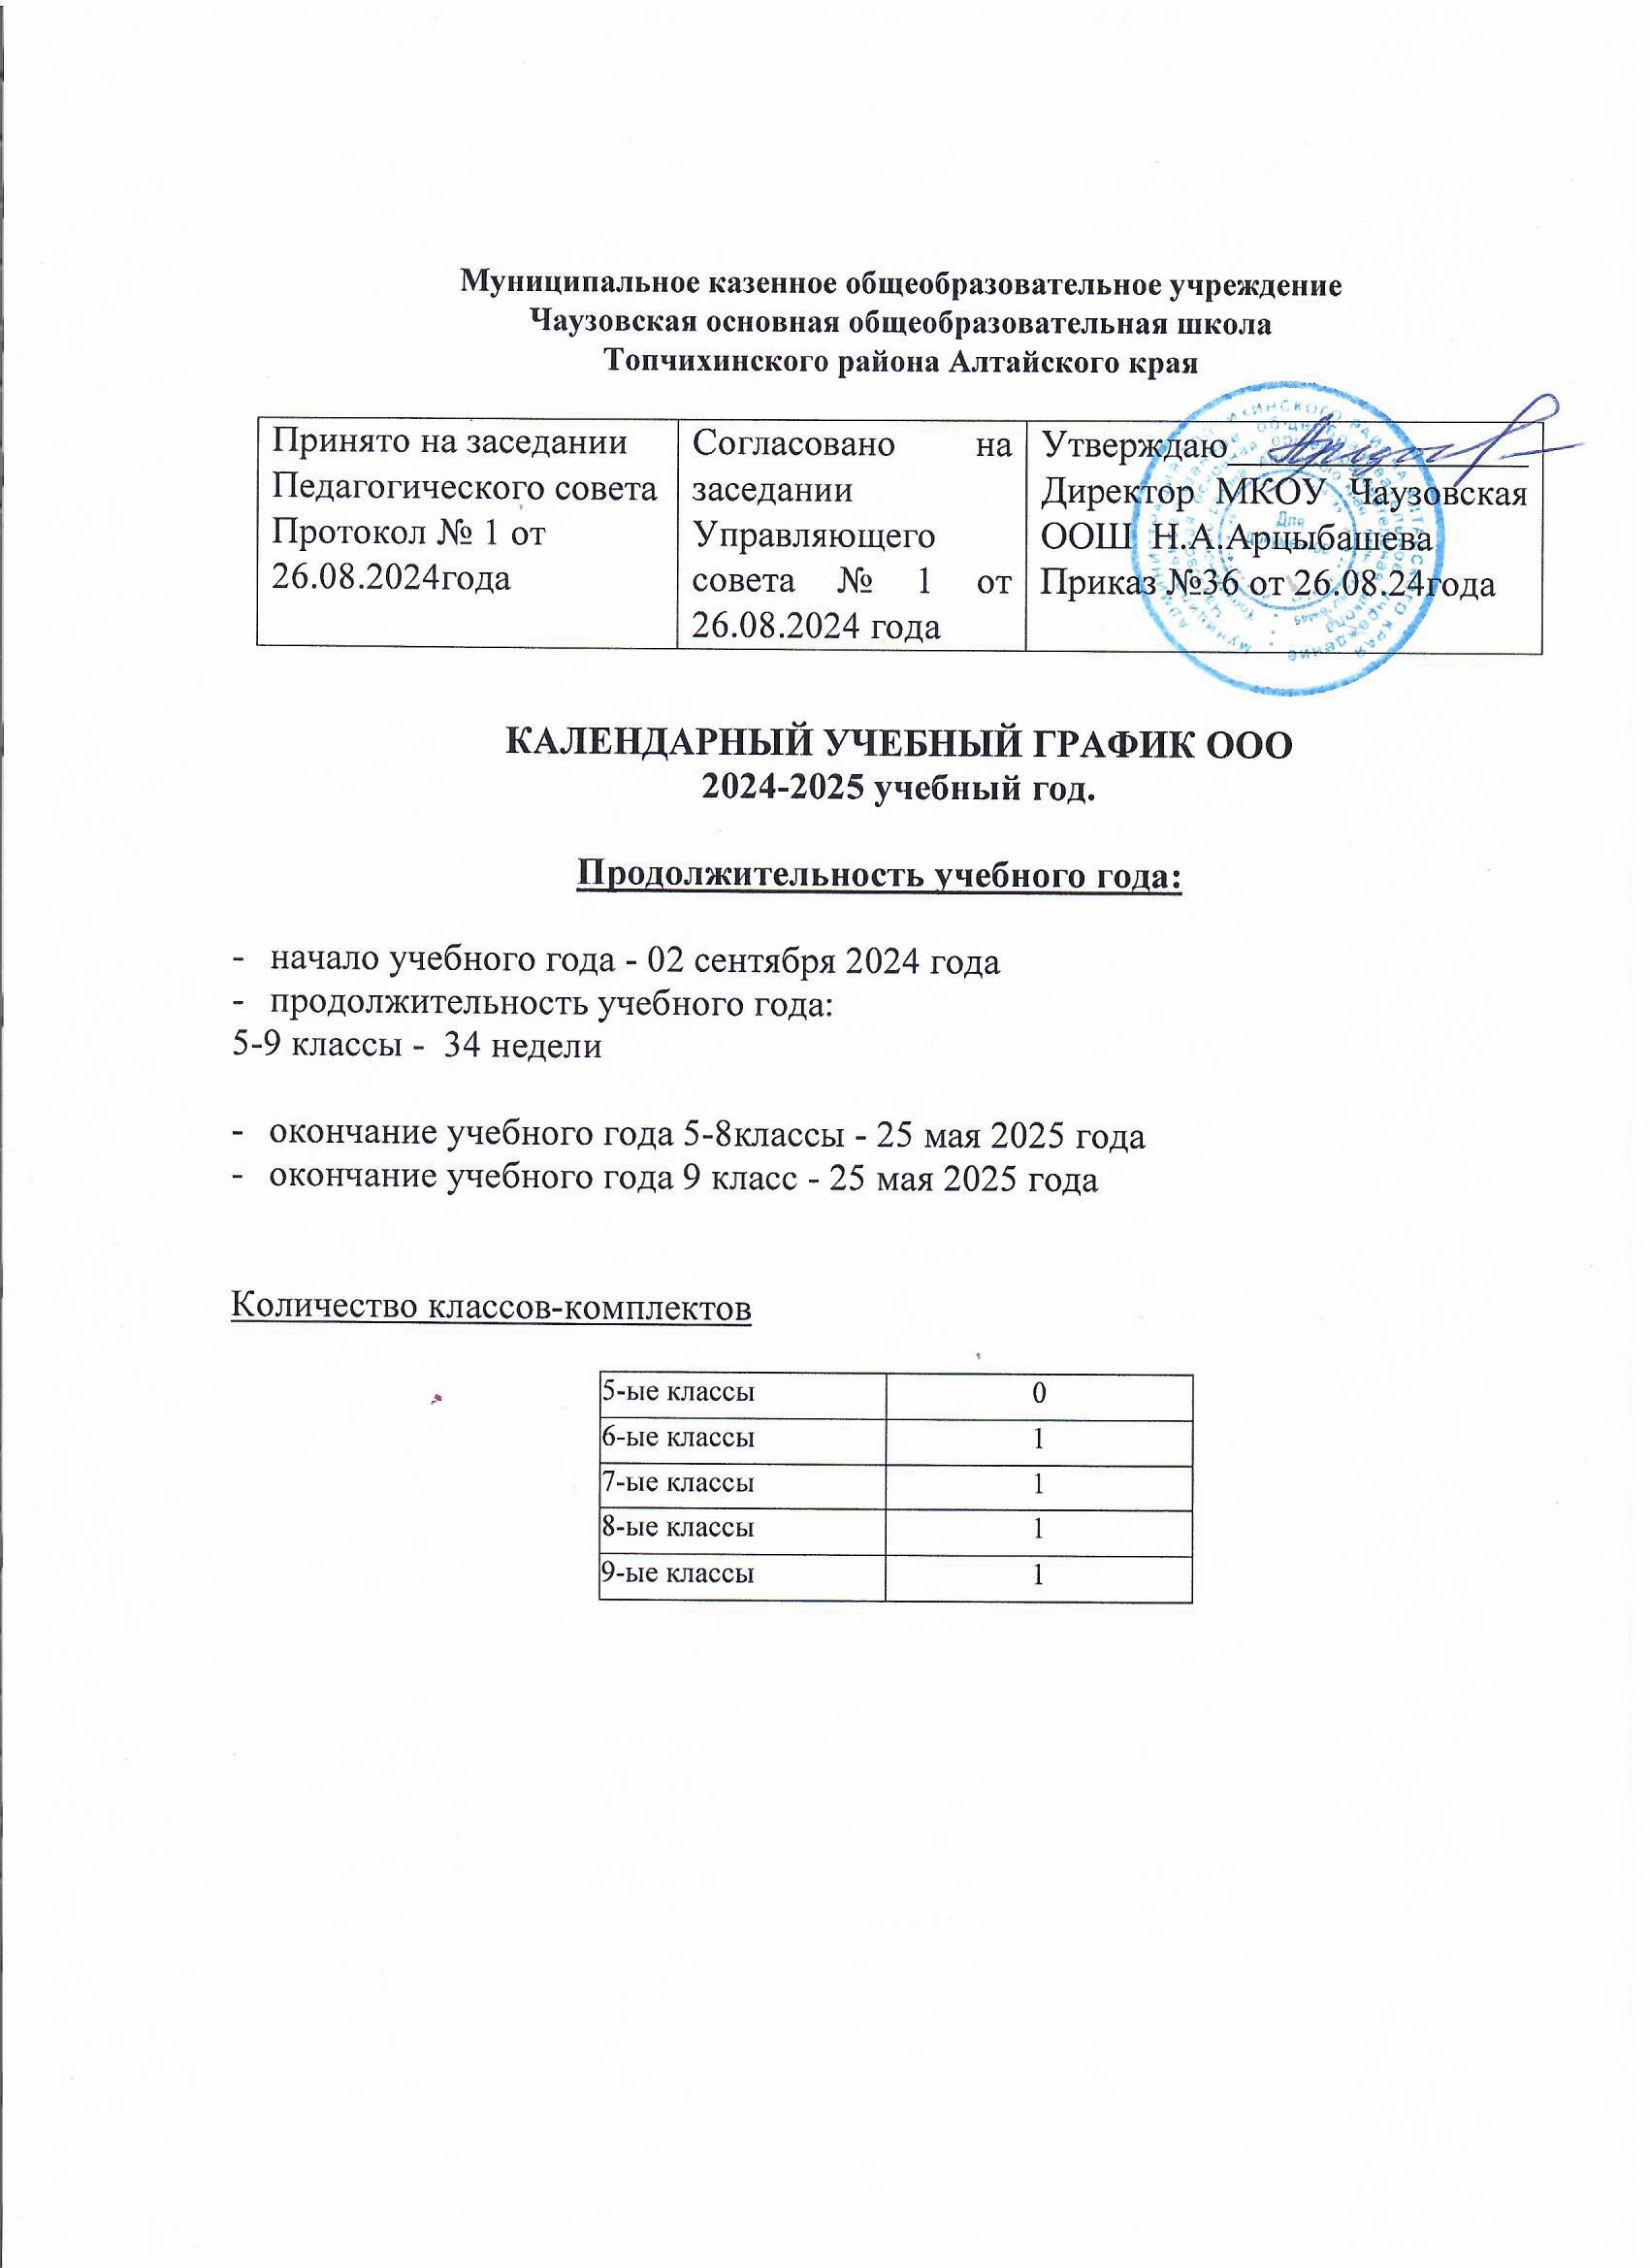 Муниципальное казенное общеобразовательное учреждение
Чаузовская основная общеобразовательная школа
Топчихинского района Алтайского края
Принято на заседании
Педагогического совета
Протокол № 1 от
26.08.2024года
Согласовано на
заседании
Управляющего
совета № 1 от
26.08.2024 года
Утверждаю
Директор МКОУ Чаузовская
ООШ Н.А.Арцыбашева
Приказ №36 от 26.08.24года
Для
документов
КАЛЕНДАРНЫЙ УЧЕБНЫЙ ГРАФИК ООО
2024-2025 учебный год.
Продолжительность учебного года:
- начало учебного года - 02 сентября 2024 года
- продолжительность учебного года:
5-9 классы - 34 недели
- окончание учебного года 5-8классы - 25 мая 2025 года
- окончание учебного года 9 класс - 25 мая 2025 года
Количество классов-комплектов
5-ые классы 0
6-ые классы 1
7-ые классы 1
8-ые классы 1
9-ые классы 1